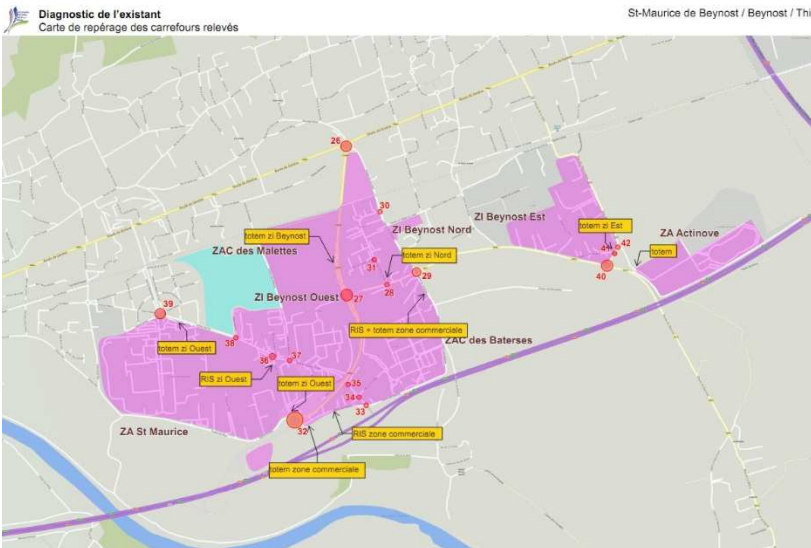 Diagnostic de l'existant
St-Maurice de Beynost / Beynost / Thi
Carte de repérage des carrefours relevés
26
30
ZI Beynost Nord
ZI Beynost Est
totem zi Est
totem zi Beynost
ZA Actinove
42
ZAC des Malettes
totem zi Nord
41
totem
31
29
40
28
ZI Beynost Ouest
27
39
RIS + totem zone commerciale
38
ZAC des Baterses
totem zi Ouest
36
37
RIS zi Ouest
totem zi Ouest
35
34
33
ZA St Maurice
32
RIS zone commerciale
totem zone commerciale